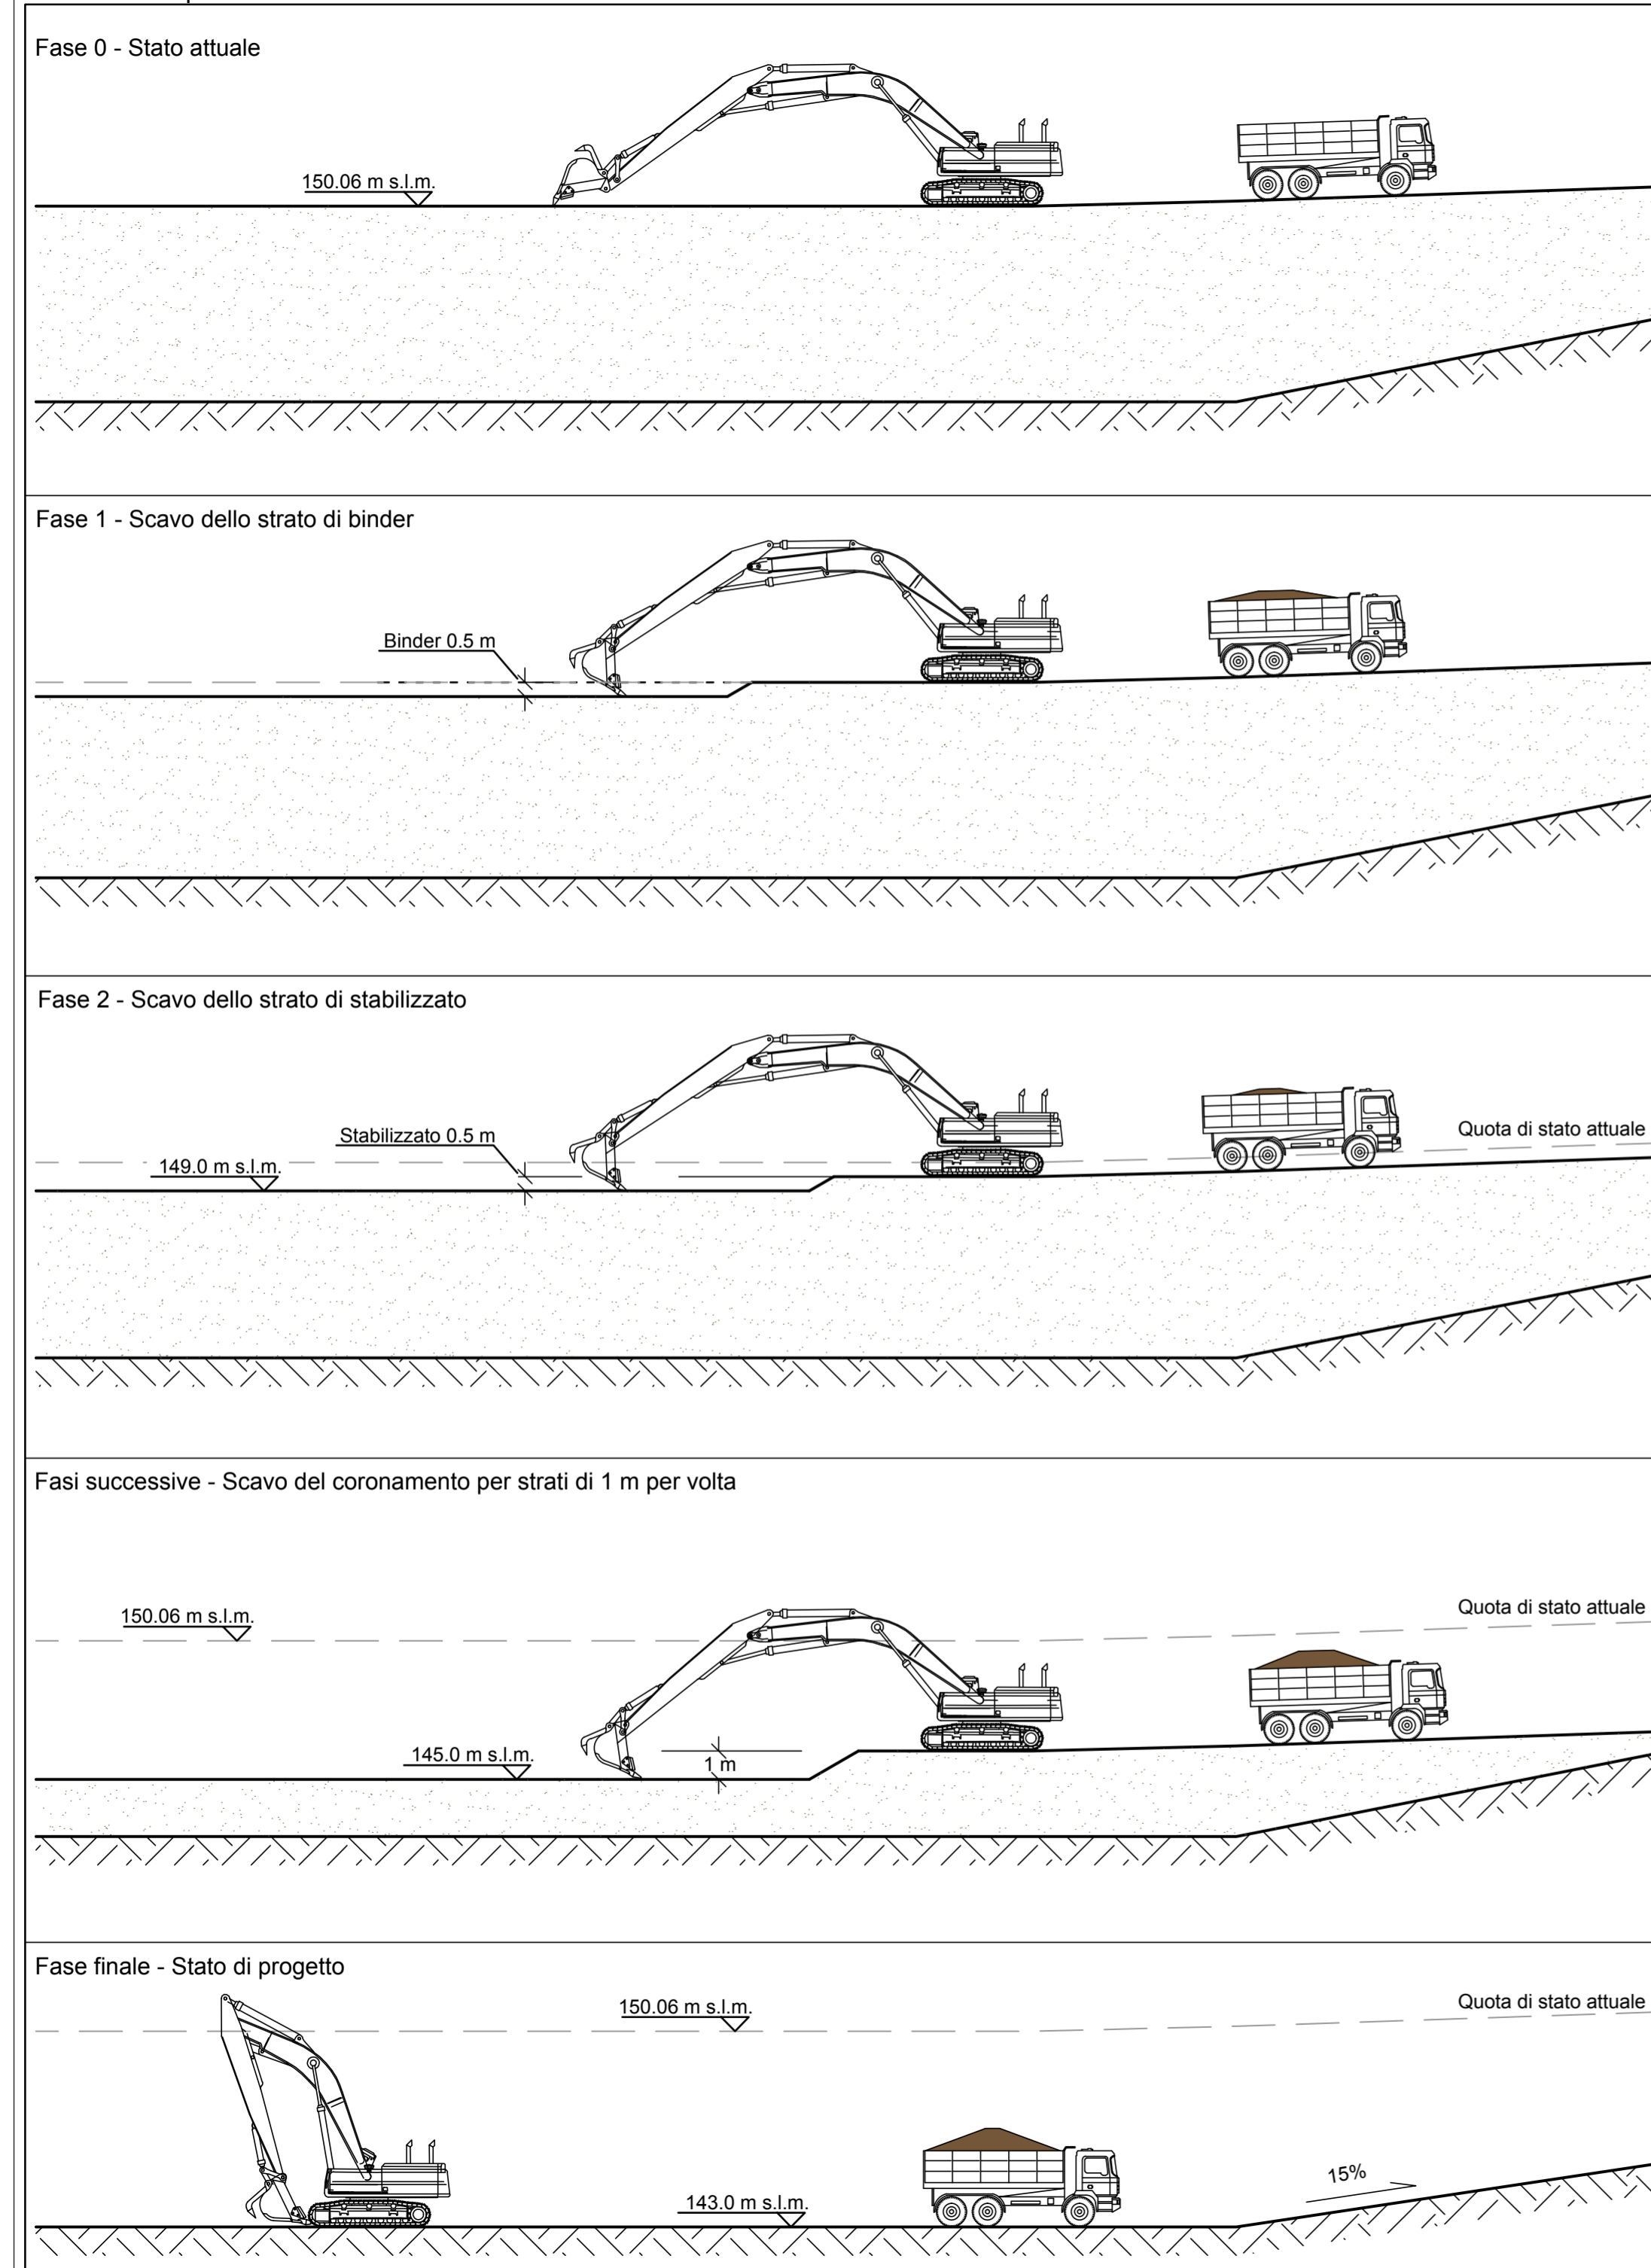 Fase 0 - Stato attuale
150.06 m s.l.m.
Fase 1 - Scavo dello strato di binder
Binder 0.5 m
Fase 2 - Scavo dello strato di stabilizzato
Quota di stato attuale
Stabilizzato 0.5 m
149.0 m s.l.m.
Fasi successive - Scavo del coronamento per strati di 1 m per volta
Quota di stato attuale
150.06 m s.l.m.
145.0 m s.l.m.
1 m
Fase finale - Stato di progetto
Quota di stato attuale
150.06 m s.l.m.
15%
143.0 m s.l.m.